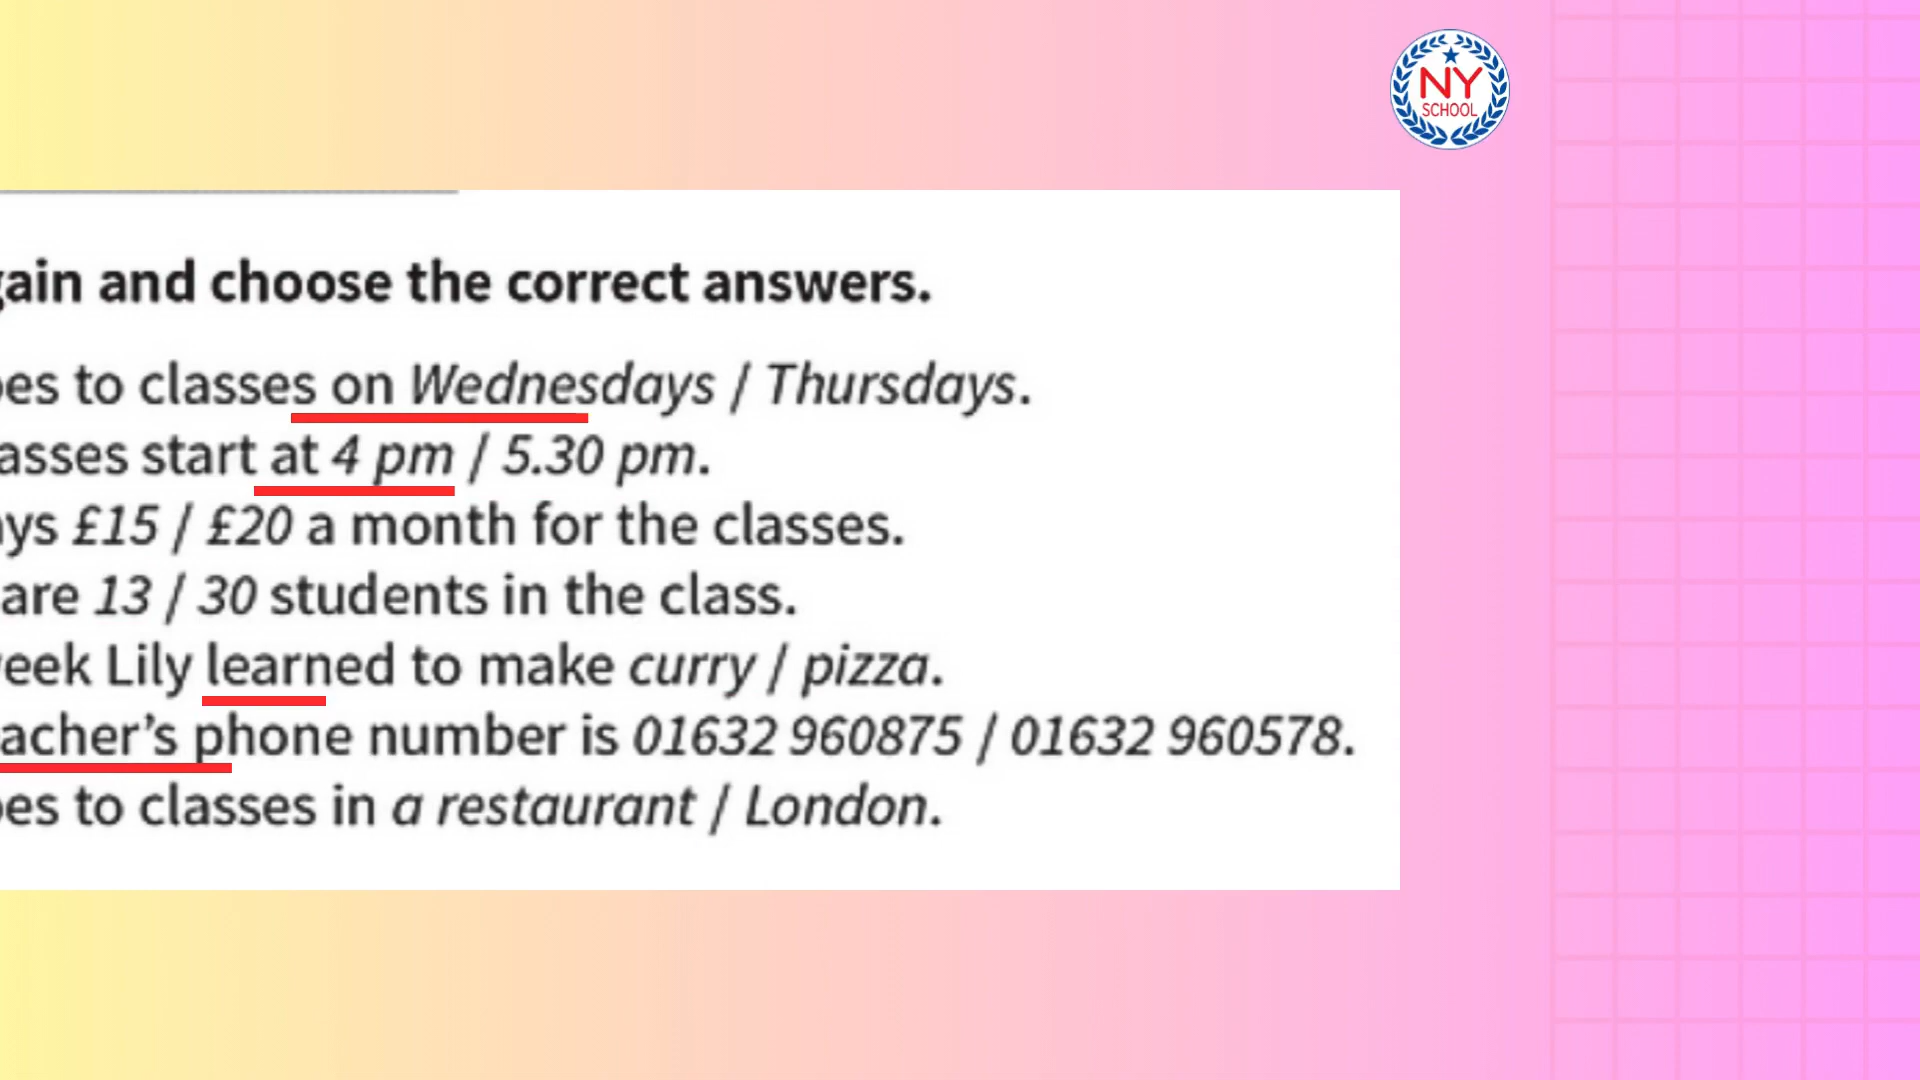 NY
SCHOOL
gain and choose the correct answers.
oes to classes on Wednesdays / Thursdays.
asses start at 4 pm / 5.30 pm.
ays £15 / £20 a month for the classes.
are 13 / 30 students in the class.
week Lily learned to make curry / pizza.
acher’s phone number is 01632 960875 / 01632 960578.
oes to classes in a restaurant / London.